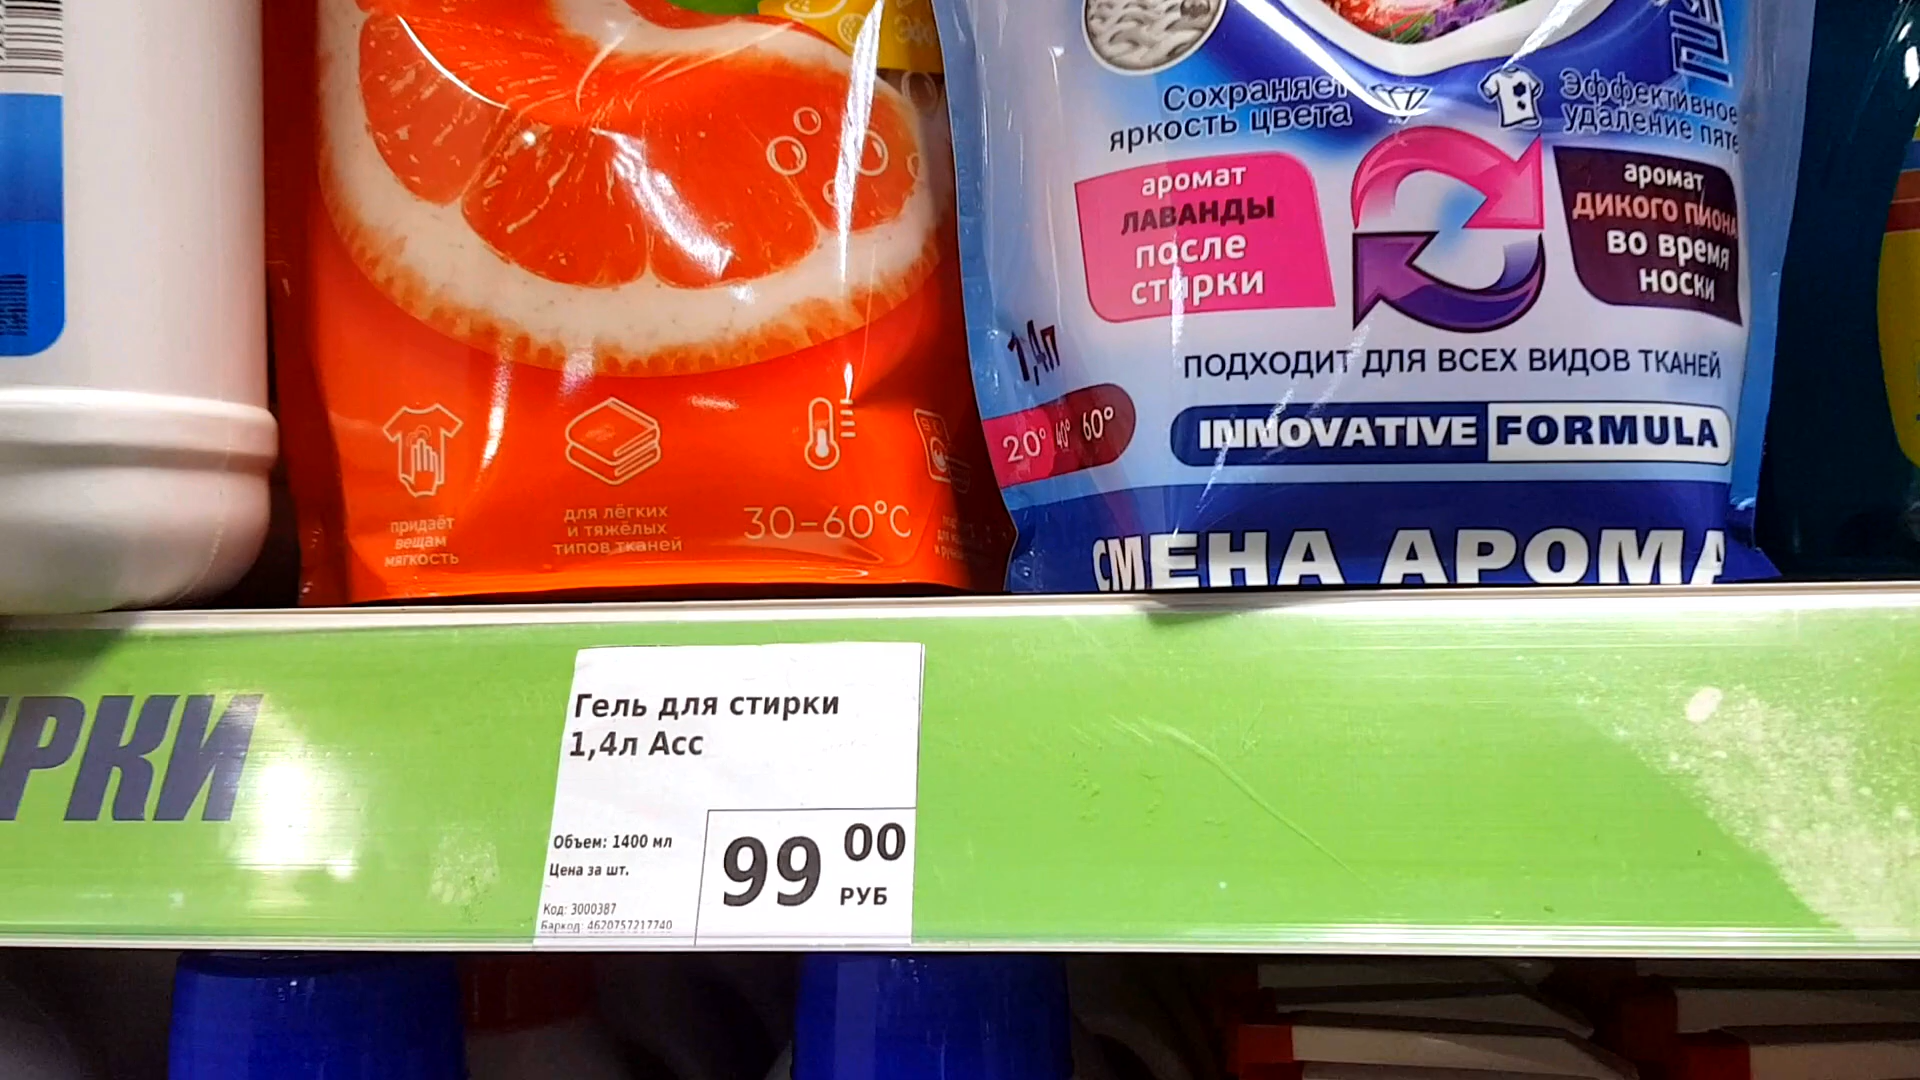 Сохраняет
яркость цвета
Эффективное
удаление пяте
аромат
ЛАВАНДЫ
после
стирки
аромат
ДИКОГО ПИОНА
во время
носки
1,4л
ПОДХОДИТ ДЛЯ ВСЕХ ВИДОВ ТКАНЕЙ
20° 40° 60°
INNOVATIVE FORMULA
СМЕНА АРОМА
придаёт
вещам
мягкость
для лёгких
и тяжёлых
типов тканей
30–60°C
ИРКИ
Гель для стирки
1,4л Асс
Объем: 1400 мл
Цена за шт.
Код: 3000387
Баркод: 4620757217740
99 00
РУБ